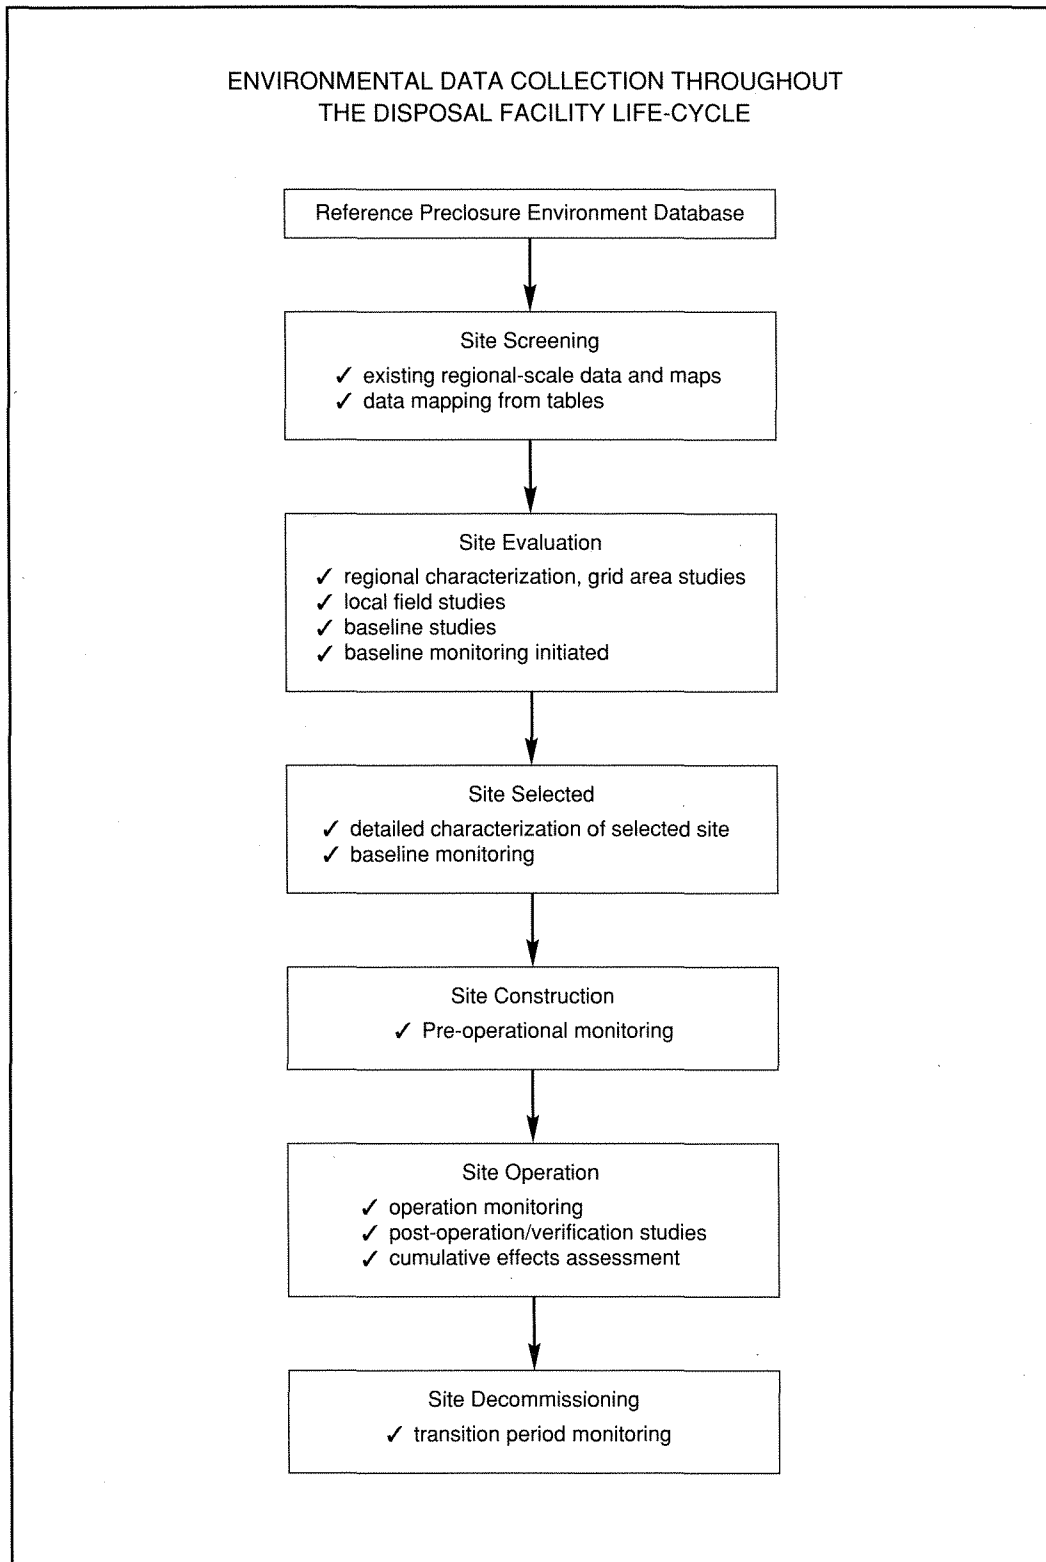 ENVIRONMENTAL DATA COLLECTION THROUGHOUT
THE DISPOSAL FACILITY LIFE-CYCLE
Reference Preclosure Environment Database
Site Screening
✓ existing regional-scale data and maps
✓ data mapping from tables
Site Evaluation
✓ regional characterization, grid area studies
✓ local field studies
✓ baseline studies
✓ baseline monitoring initiated
Site Selected
✓ detailed characterization of selected site
✓ baseline monitoring
Site Construction
✓ Pre-operational monitoring
Site Operation
✓ operation monitoring
✓ post-operation/verification studies
✓ cumulative effects assessment
Site Decommissioning
✓ transition period monitoring